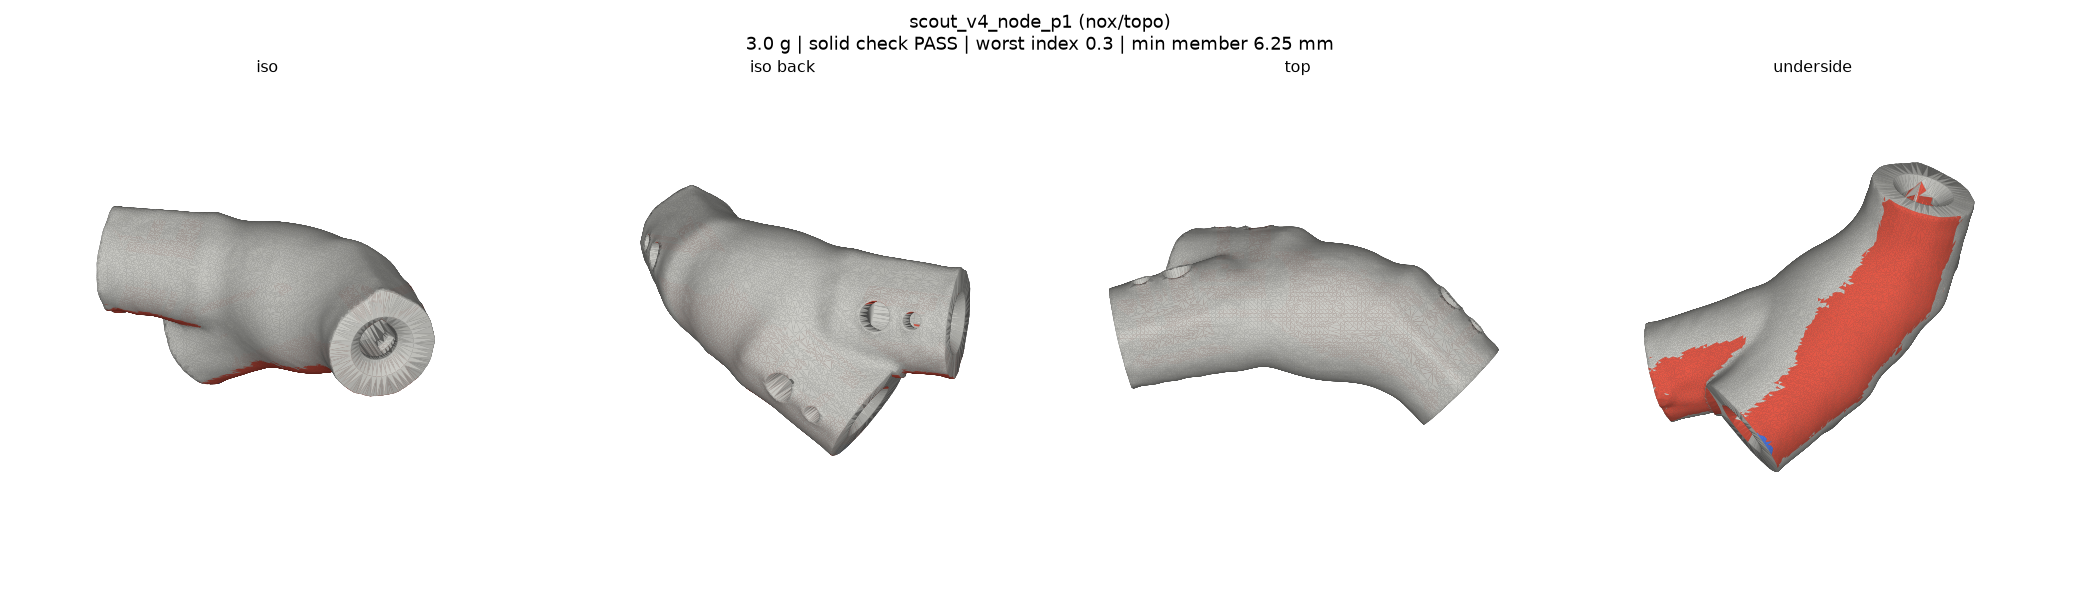 scout_v4_node_p1 (nox/topo)
3.0 g | solid check PASS | worst index 0.3 | min member 6.25 mm
iso
iso back
top
underside